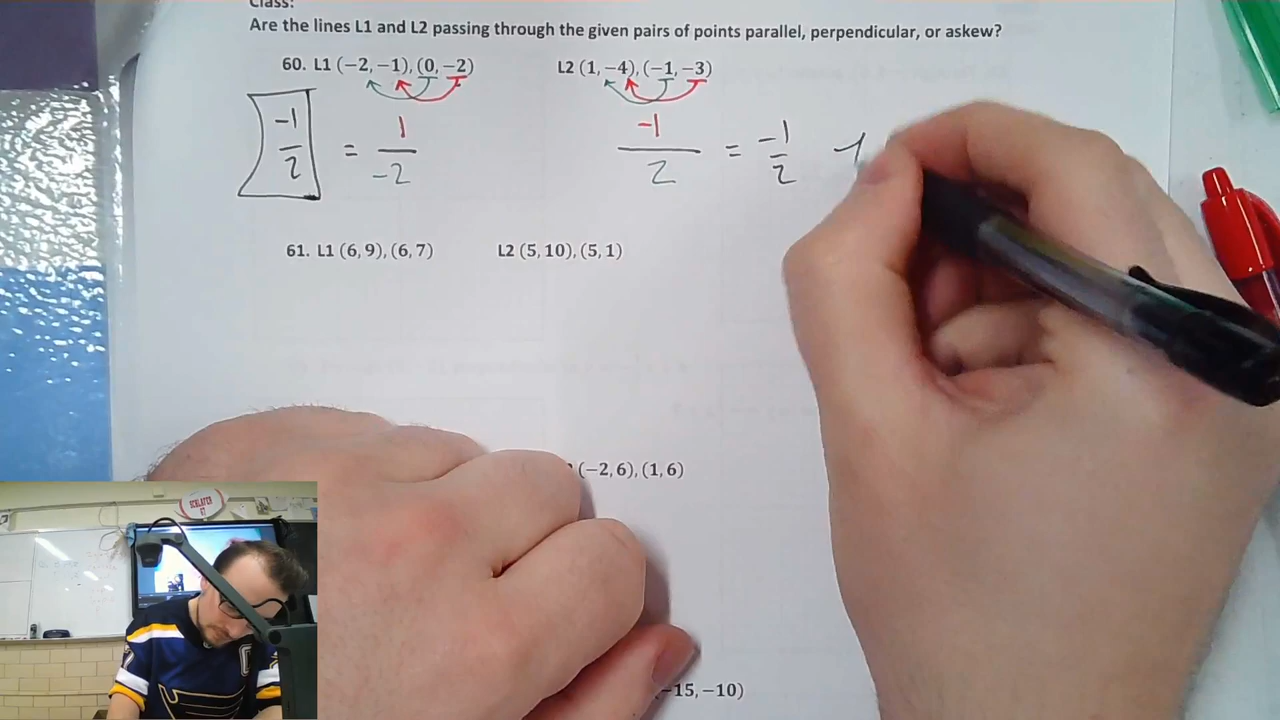 Class:
Are the lines L1 and L2 passing through the given pairs of points parallel, perpendicular, or askew?
60. L1 (−2, −1), (0, −2) L2 (1, −4), (−1, −3)
-1/2 = 1/-2 -1/2 = -1/2
61. L1 (6, 9), (6, 7) L2 (5, 10), (5, 1)
(−2, 6), (1, 6)
−15, −10)
SCHLATER
67